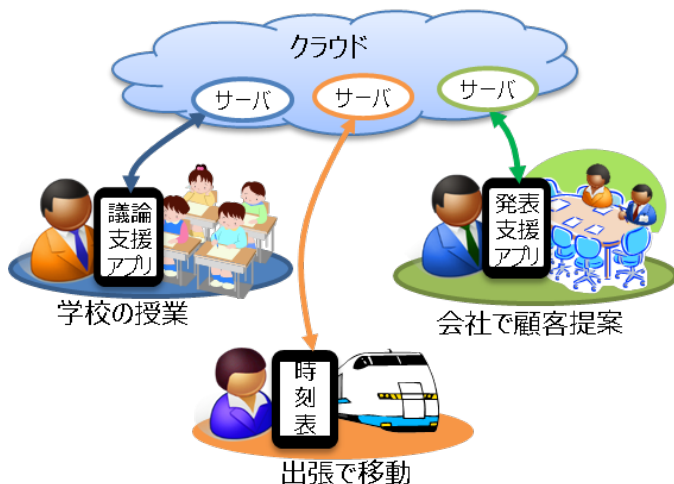 クラウド
サーバ
サーバ
サーバ
議論
支援
アプリ
発表
支援
アプリ
学校の授業
会社で顧客提案
時
刻
表
出張で移動